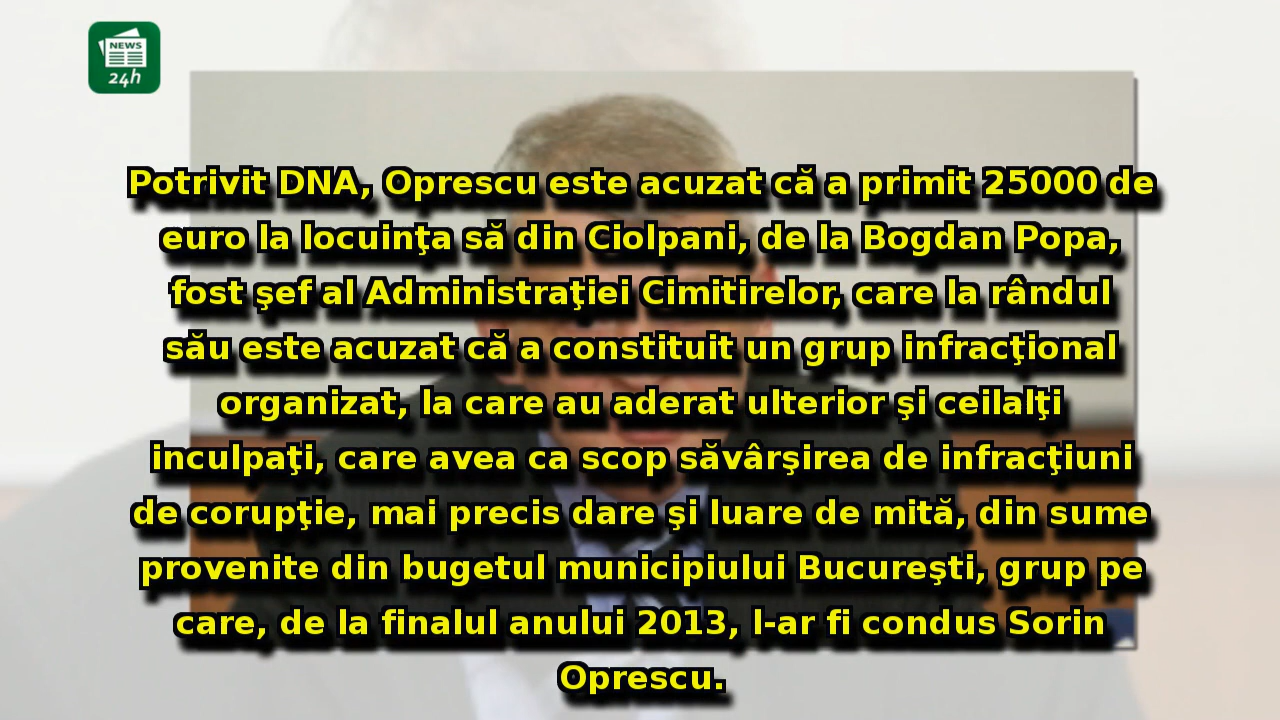 NEWS
24h
Potrivit DNA, Oprescu este acuzat că a primit 25000 de
euro la locuinţa să din Ciolpani, de la Bogdan Popa,
fost şef al Administraţiei Cimitirelor, care la rândul
său este acuzat că a constituit un grup infracţional
organizat, la care au aderat ulterior şi ceilalţi
inculpaţi, care avea ca scop săvârşirea de infracţiuni
de corupţie, mai precis dare şi luare de mită, din sume
provenite din bugetul municipiului Bucureşti, grup pe
care, de la finalul anului 2013, l-ar fi condus Sorin
Oprescu.